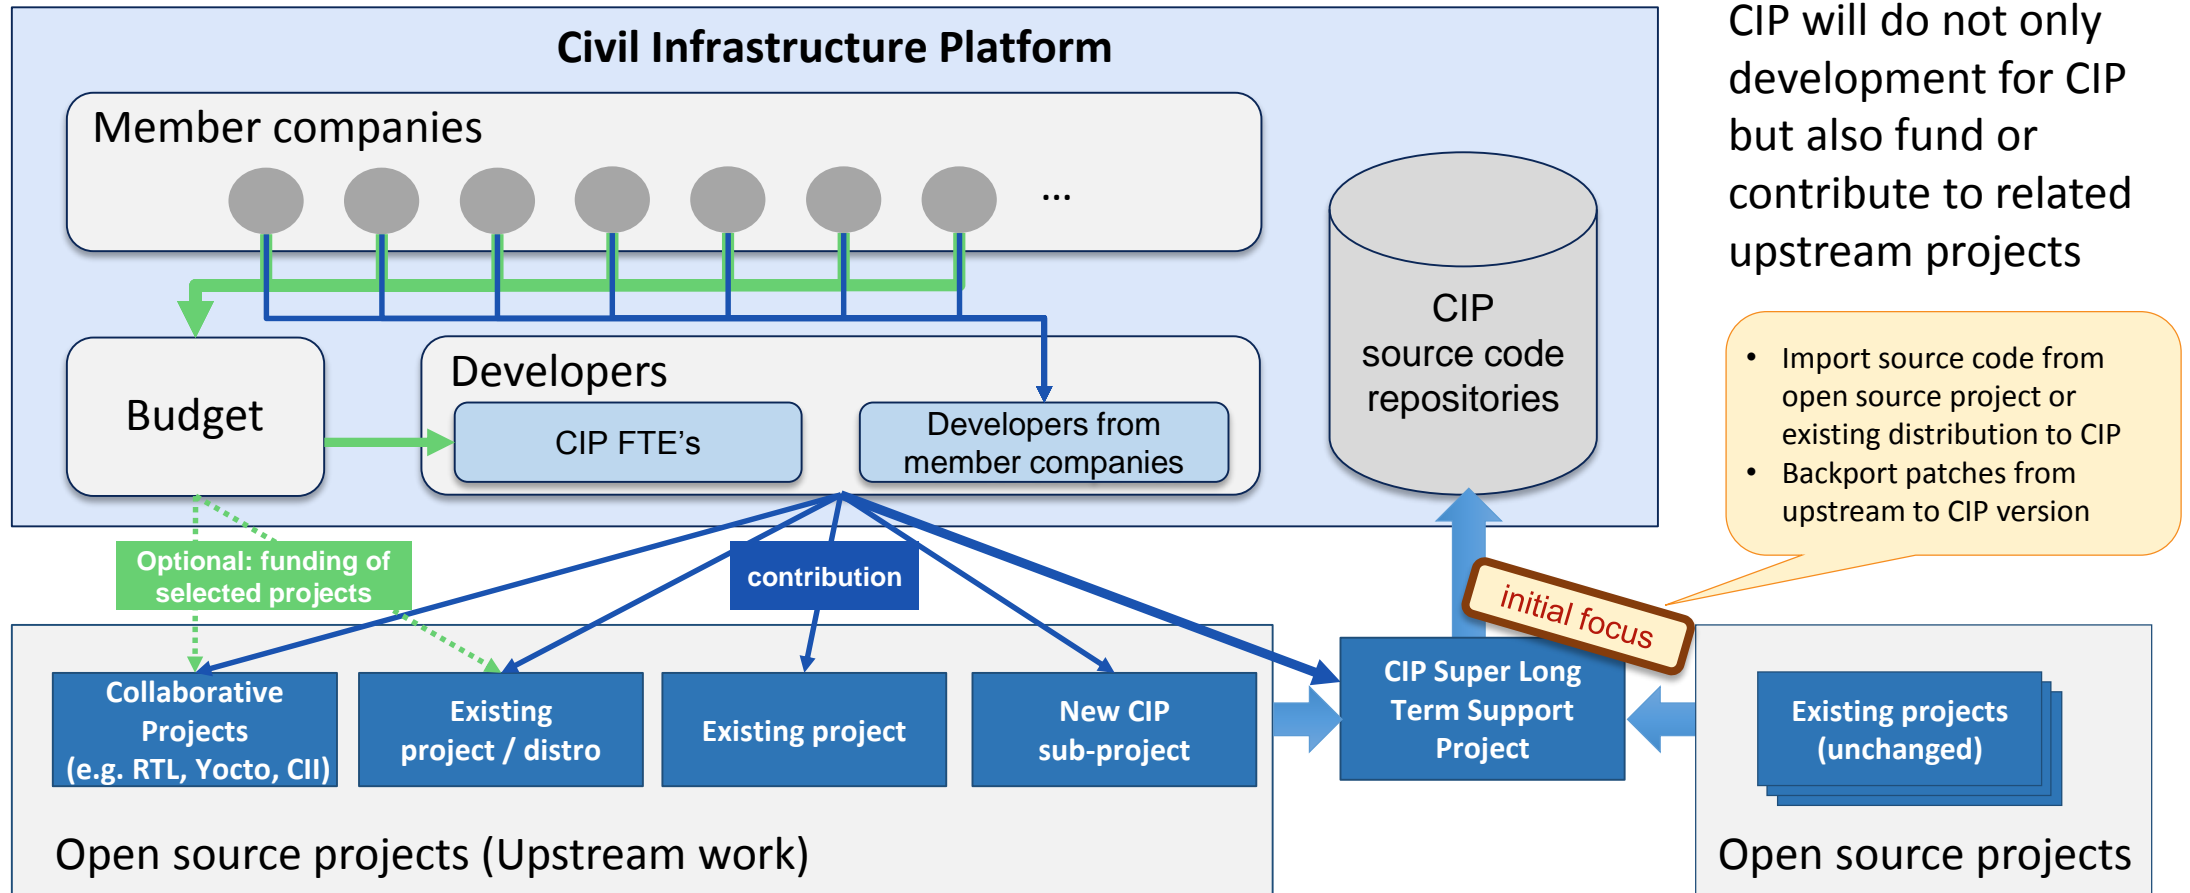 Civil Infrastructure Platform
Member companies
...
Budget
Developers
CIP FTE's
Developers from
member companies
CIP
source code
repositories
CIP will do not only
development for CIP
but also fund or
contribute to related
upstream projects
• Import source code from
open source project or
existing distribution to CIP
• Backport patches from
upstream to CIP version
Optional: funding of
selected projects
contribution
initial focus
Collaborative
Projects
(e.g. RTL, Yocto, CII)
Existing
project / distro
Existing project
New CIP
sub-project
CIP Super Long
Term Support
Project
Existing projects
(unchanged)
Open source projects (Upstream work)
Open source projects